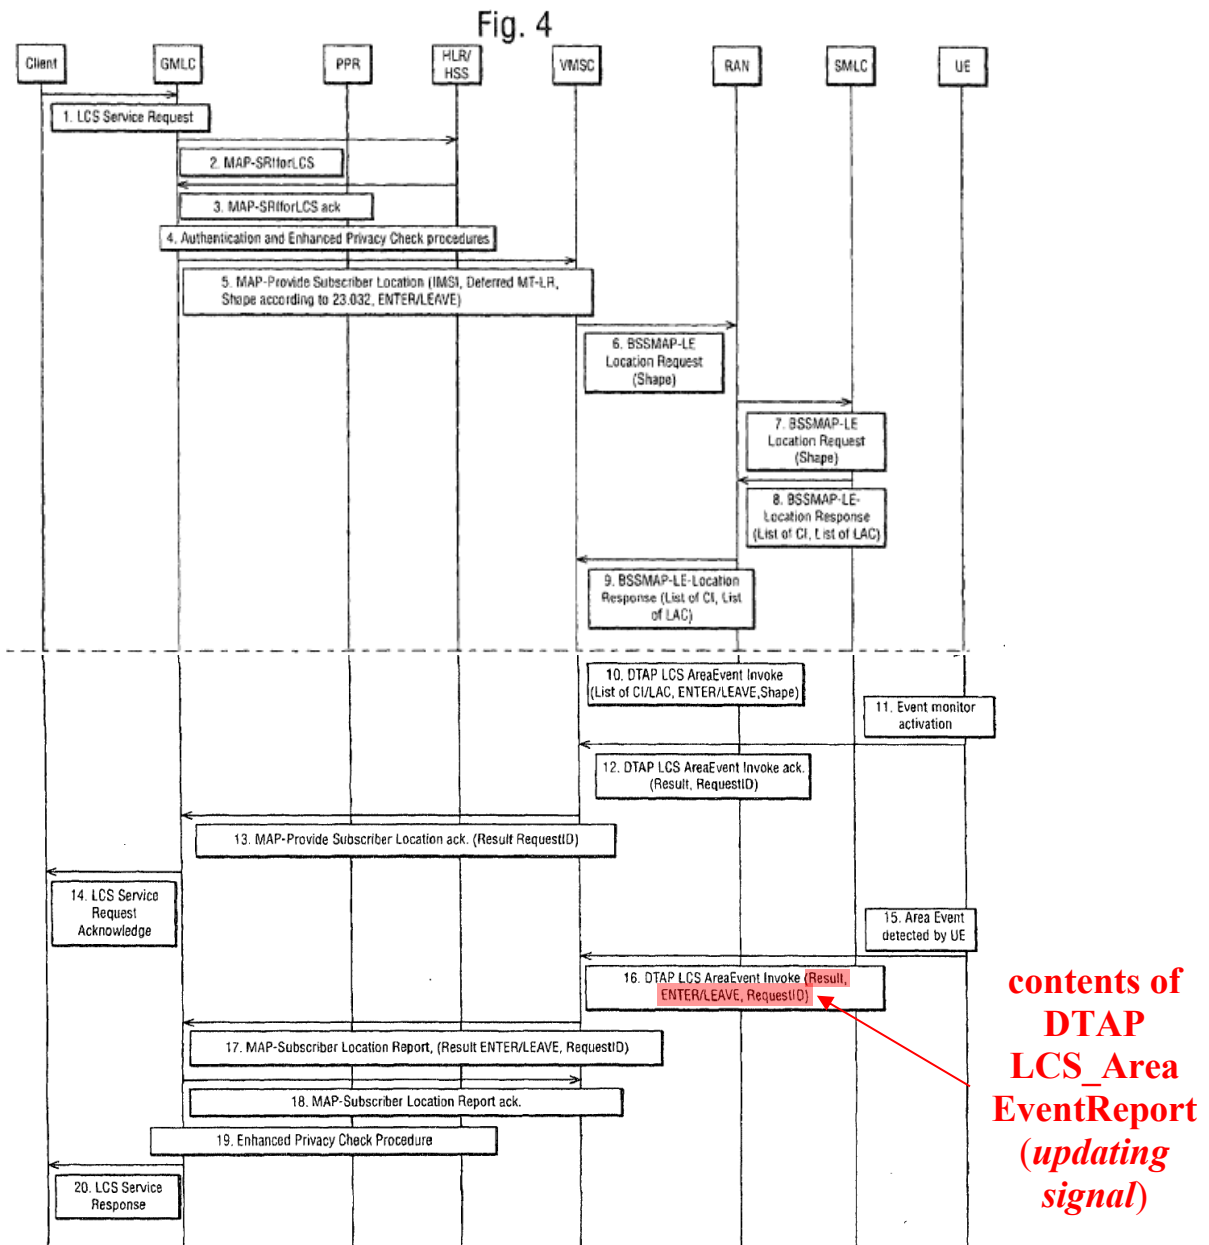 Fig. 4
Client
GMLC
PPR
HLR/
HSS
VMSC
RAN
SMLC
UE
1. LCS Service Request
2. MAP-SRIforLCS
3. MAP-SRIforLCS ack
4. Authentication and Enhanced Privacy Check procedures
5. MAP-Provide Subscriber Location (IMSI, Deferred MT-LR,
Shape according to 23.032, ENTER/LEAVE)
6. BSSMAP-LE
Location Request
(Shape)
7. BSSMAP-LE
Location Request
(Shape)
8. BSSMAP-LE-
Location Response
(List of CI, List of LAC)
9. BSSMAP-LE-Location
Response (List of CI, List
of LAC)
10. DTAP LCS AreaEvent Invoke
(List of CI/LAC, ENTER/LEAVE,Shape)
11. Event monitor
activation
12. DTAP LCS AreaEvent Invoke ack.
(Result, RequestID)
13. MAP-Provide Subscriber Location ack. (Result RequestID)
14. LCS Service
Request
Acknowledge
15. Area Event
detected by UE
16. DTAP LCS AreaEvent Invoke (Result,
ENTER/LEAVE, RequestID)
17. MAP-Subscriber Location Report, (Result ENTER/LEAVE, RequestID)
18. MAP-Subscriber Location Report ack.
19. Enhanced Privacy Check Procedure
20. LCS Service
Response
contents of
DTAP
LCS_Area
EventReport
(updating
signal)